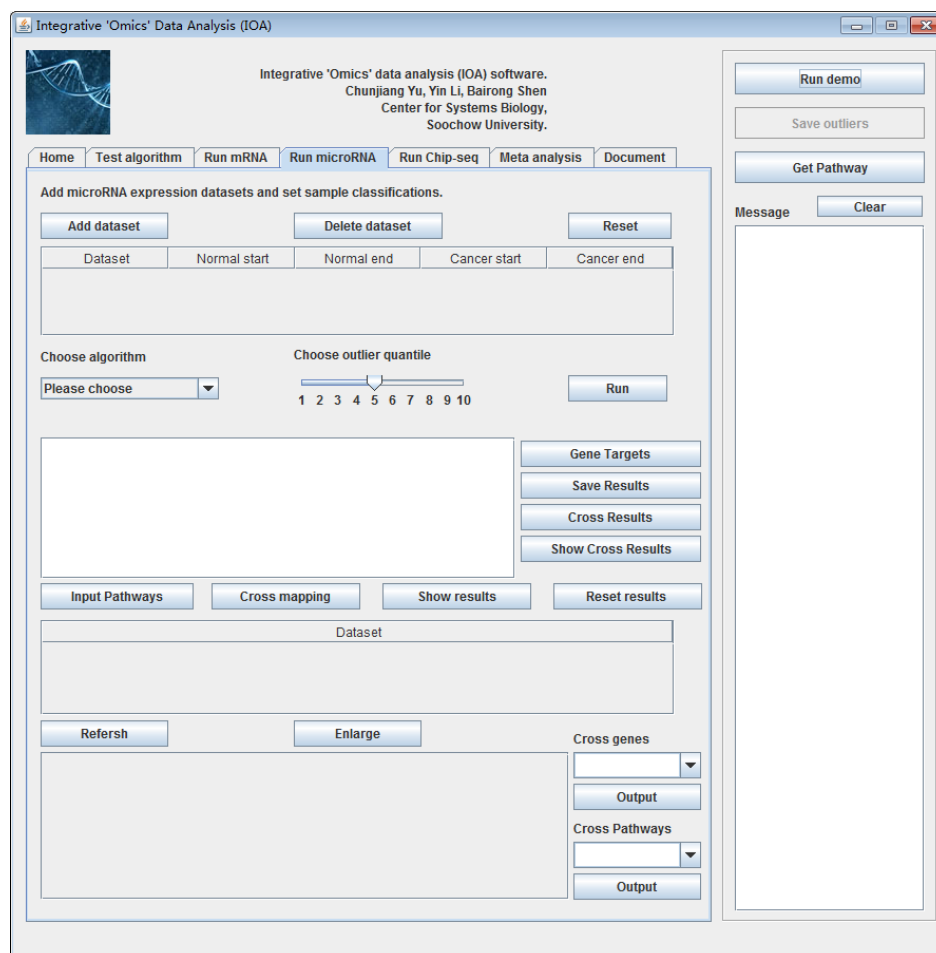 Integrative 'Omics' Data Analysis (IOA)
Integrative 'Omics' data analysis (IOA) software.
Chunjiang Yu, Yin Li, Bairong Shen
Center for Systems Biology,
Soochow University.
Home Test algorithm Run mRNA Run microRNA Run Chip-seq Meta analysis Document
Add microRNA expression datasets and set sample classifications.
Add dataset Delete dataset Reset
Dataset Normal start Normal end Cancer start Cancer end
Choose algorithm Choose outlier quantile
Please choose Run
1 2 3 4 5 6 7 8 9 10
Gene Targets
Save Results
Cross Results
Show Cross Results
Input Pathways Cross mapping Show results Reset results
Dataset
Refersh Enlarge
Cross genes
Output
Cross Pathways
Output
Run demo
Save outliers
Get Pathway
Message Clear